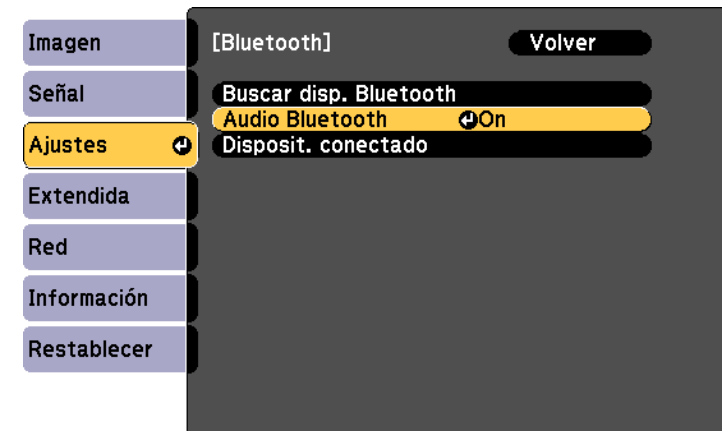 Imagen
Señal
Ajustes
Extendida
Red
Información
Restablecer
[Bluetooth]
Volver
Buscar disp. Bluetooth
Audio Bluetooth On
Disposit. conectado